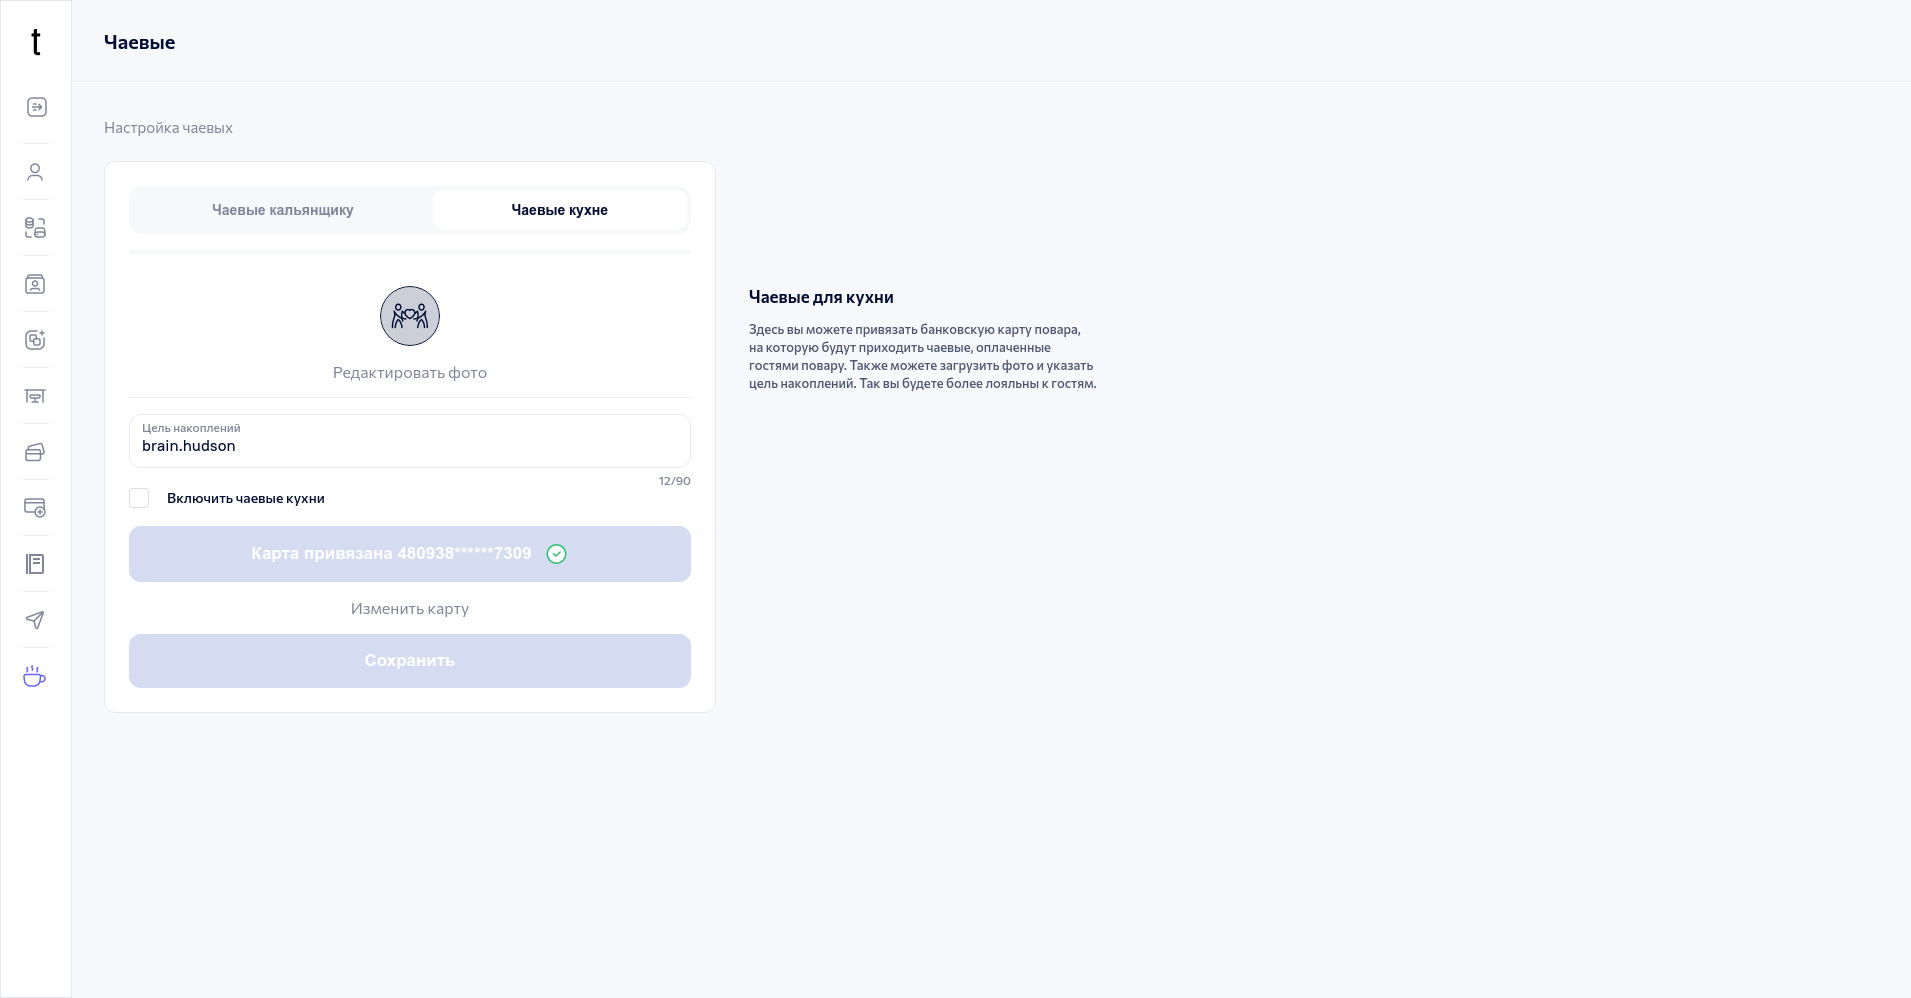 t
Чаевые
Настройка чаевых
Чаевые кальянщику
Чаевые кухне
Редактировать фото
Цель накоплений
brain.hudson
12/90
Включить чаевые кухни
Карта привязана 480938******7309
Изменить карту
Сохранить
Чаевые для кухни
Здесь вы можете привязать банковскую карту повара,
на которую будут приходить чаевые, оплаченные
гостями повару. Также можете загрузить фото и указать
цель накоплений. Так вы будете более лояльны к гостям.